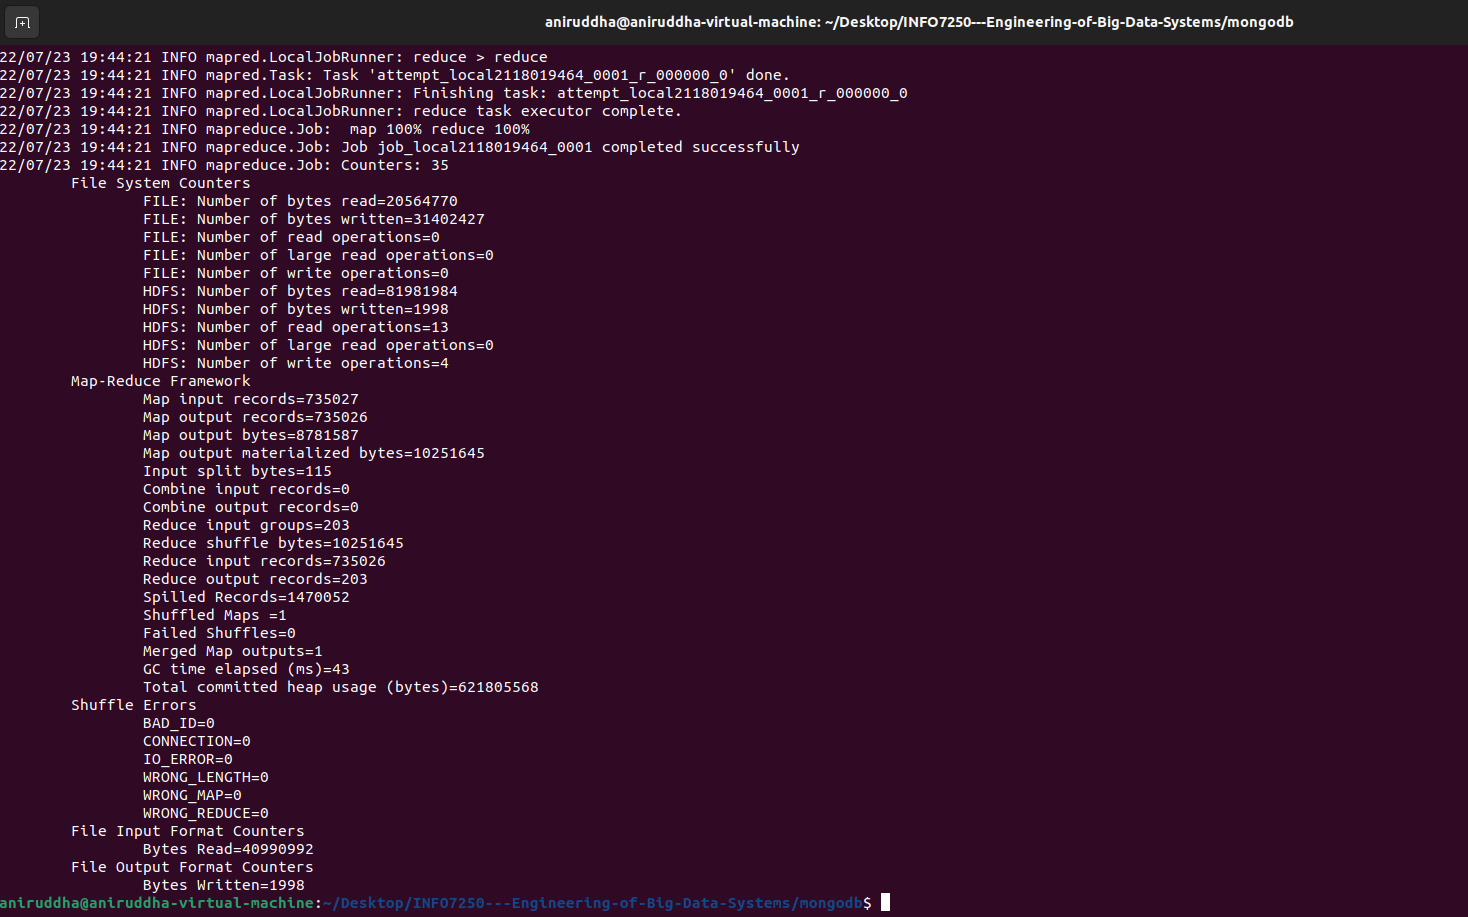 aniruddha@aniruddha-virtual-machine: ~/Desktop/INFO7250---Engineering-of-Big-Data-Systems/mongodb
22/07/23 19:44:21 INFO mapred.LocalJobRunner: reduce > reduce
22/07/23 19:44:21 INFO mapred.Task: Task 'attempt_local2118019464_0001_r_000000_0' done.
22/07/23 19:44:21 INFO mapred.LocalJobRunner: Finishing task: attempt_local2118019464_0001_r_000000_0
22/07/23 19:44:21 INFO mapred.LocalJobRunner: reduce task executor complete.
22/07/23 19:44:21 INFO mapreduce.Job:  map 100% reduce 100%
22/07/23 19:44:21 INFO mapreduce.Job: Job job_local2118019464_0001 completed successfully
22/07/23 19:44:21 INFO mapreduce.Job: Counters: 35
File System Counters
FILE: Number of bytes read=20564770
FILE: Number of bytes written=31402427
FILE: Number of read operations=0
FILE: Number of large read operations=0
FILE: Number of write operations=0
HDFS: Number of bytes read=81981984
HDFS: Number of bytes written=1998
HDFS: Number of read operations=13
HDFS: Number of large read operations=0
HDFS: Number of write operations=4
Map-Reduce Framework
Map input records=735027
Map output records=735026
Map output bytes=8781587
Map output materialized bytes=10251645
Input split bytes=115
Combine input records=0
Combine output records=0
Reduce input groups=203
Reduce shuffle bytes=10251645
Reduce input records=735026
Reduce output records=203
Spilled Records=1470052
Shuffled Maps =1
Failed Shuffles=0
Merged Map outputs=1
GC time elapsed (ms)=43
Total committed heap usage (bytes)=621805568
Shuffle Errors
BAD_ID=0
CONNECTION=0
IO_ERROR=0
WRONG_LENGTH=0
WRONG_MAP=0
WRONG_REDUCE=0
File Input Format Counters
Bytes Read=40990992
File Output Format Counters
Bytes Written=1998
aniruddha@aniruddha-virtual-machine:~/Desktop/INFO7250---Engineering-of-Big-Data-Systems/mongodb$